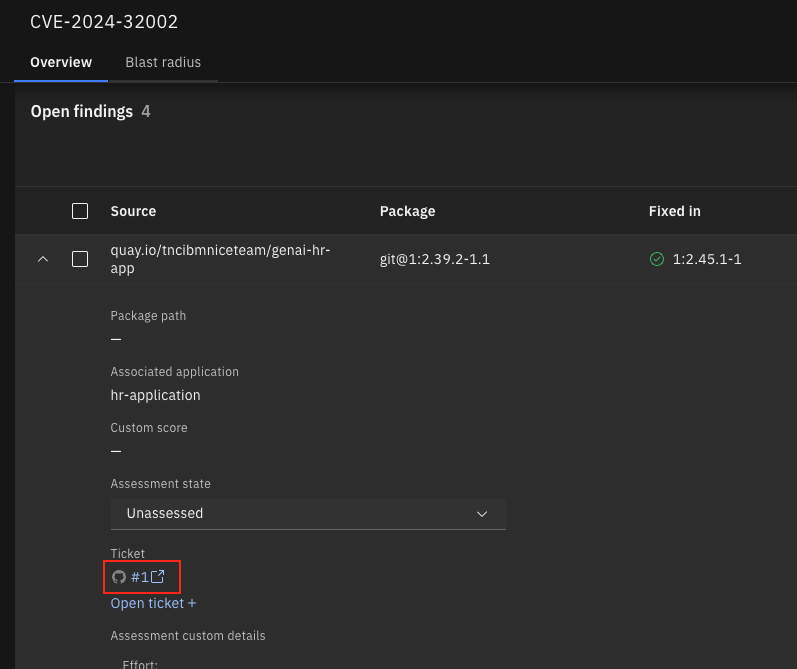 CVE-2024-32002
Overview Blast radius
Open findings 4
Source Package Fixed in
quay.io/tncibmniceteam/genai-hr-
app
git@1:2.39.2-1.1
1:2.45.1-1
Package path
—
Associated application
hr-application
Custom score
—
Assessment state
Unassessed
Ticket
#1
Open ticket +
Assessment custom details
Effort: